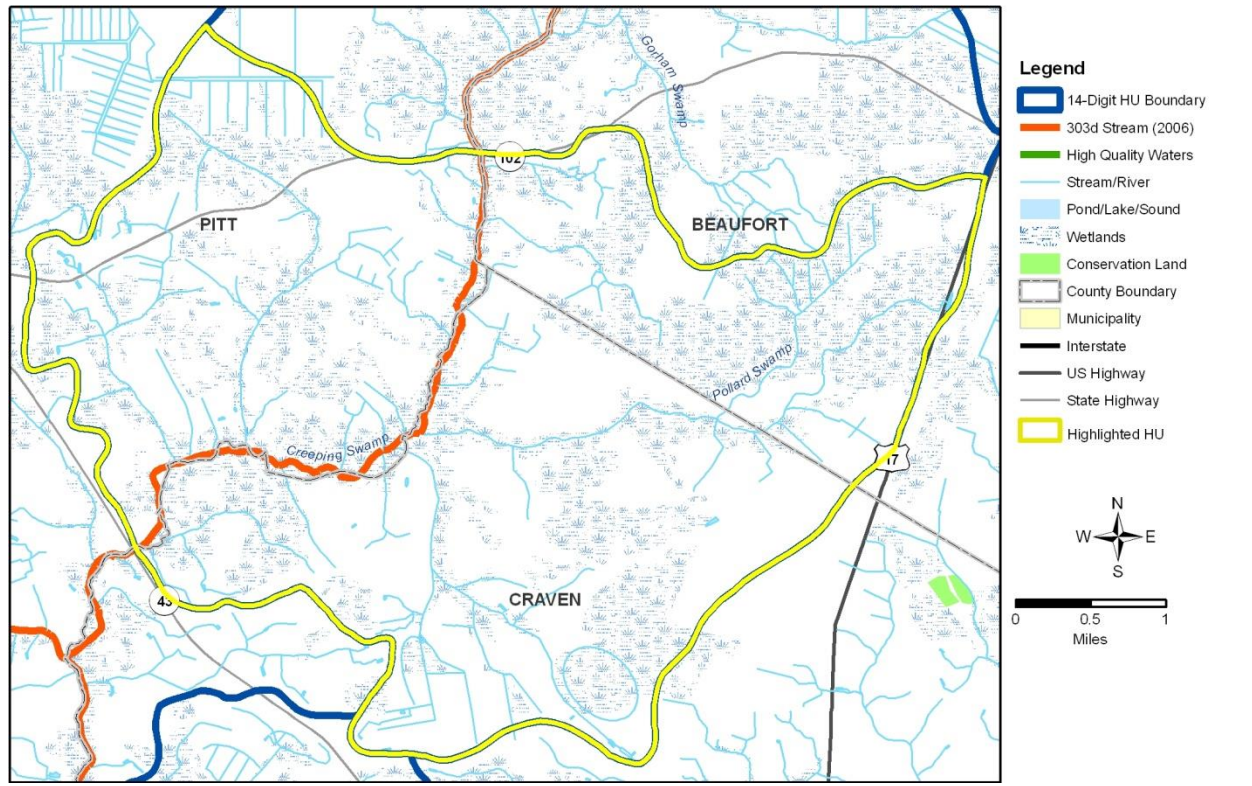 Gorham Swamp
102
PITT
BEAUFORT
Pollard Swamp
Creeping Swamp
17
43
CRAVEN
Legend
14-Digit HU Boundary
303d Stream (2006)
High Quality Waters
Stream/River
Pond/Lake/Sound
Wetlands
Conservation Land
County Boundary
Municipality
Interstate
US Highway
State Highway
Highlighted HU
N
W E
S
0 0.5 1
Miles